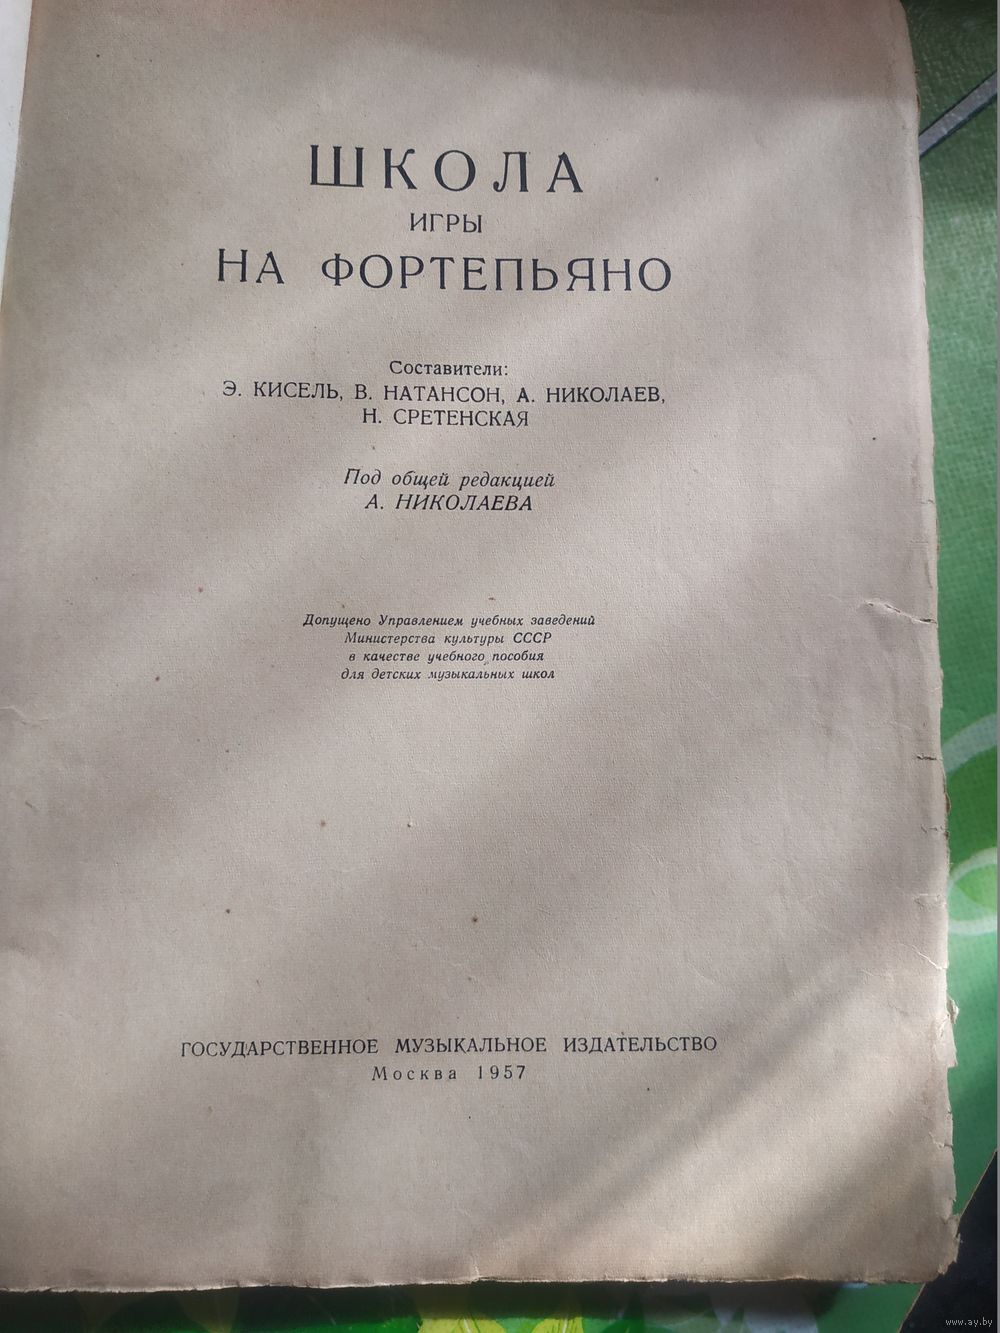 ШКОЛА
ИГРЫ
НА ФОРТЕПЬЯНО
Составители:
Э. КИСЕЛЬ, В. НАТАНСОН, А. НИКОЛАЕВ,
Н. СРЕТЕНСКАЯ
Под общей редакцией
А. НИКОЛАЕВА
Допущено Управлением учебных заведений
Министерства культуры СССР
в качестве учебного пособия
для детских музыкальных школ
ГОСУДАРСТВЕННОЕ МУЗЫКАЛЬНОЕ ИЗДАТЕЛЬСТВО
Москва 1957
www.ay.by